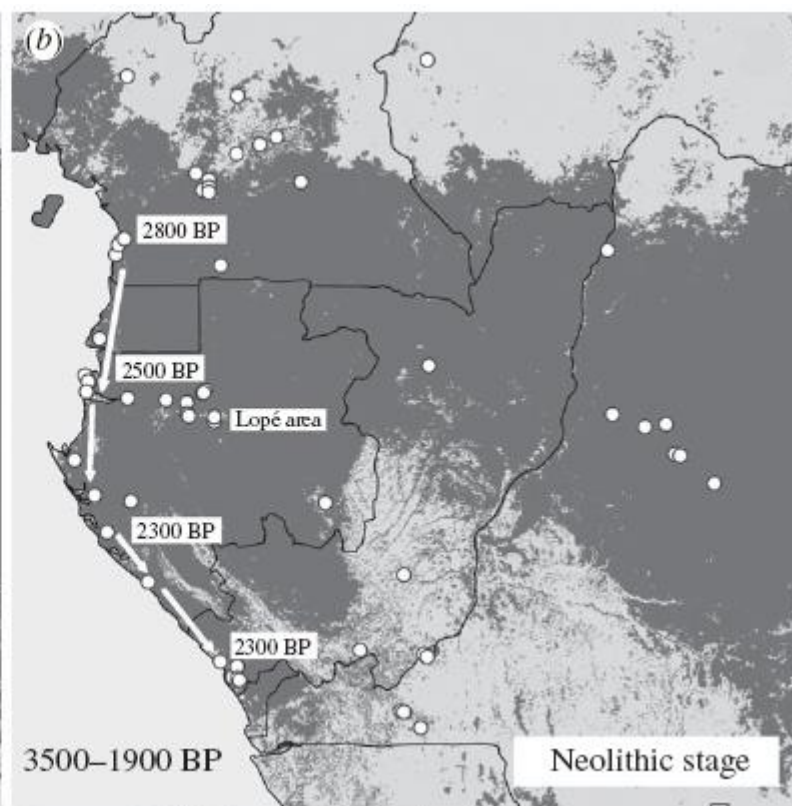 (b)
2800 BP
2500 BP
Lopé area
2300 BP
2300 BP
3500–1900 BP
Neolithic stage